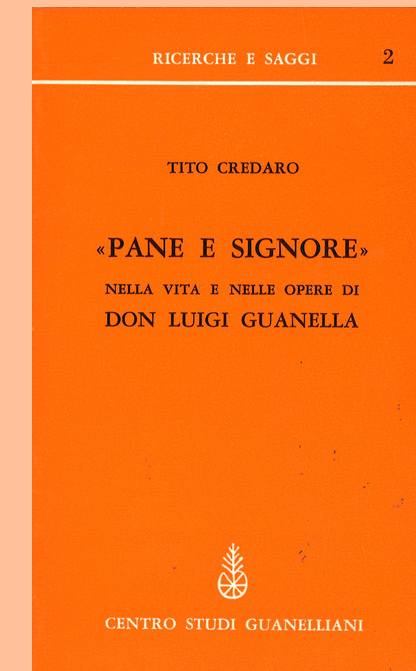 RICERCHE E SAGGI 2
TITO CREDARO
«PANE E SIGNORE»
NELLA VITA E NELLE OPERE DI
DON LUIGI GUANELLA
CENTRO STUDI GUANELLIANI